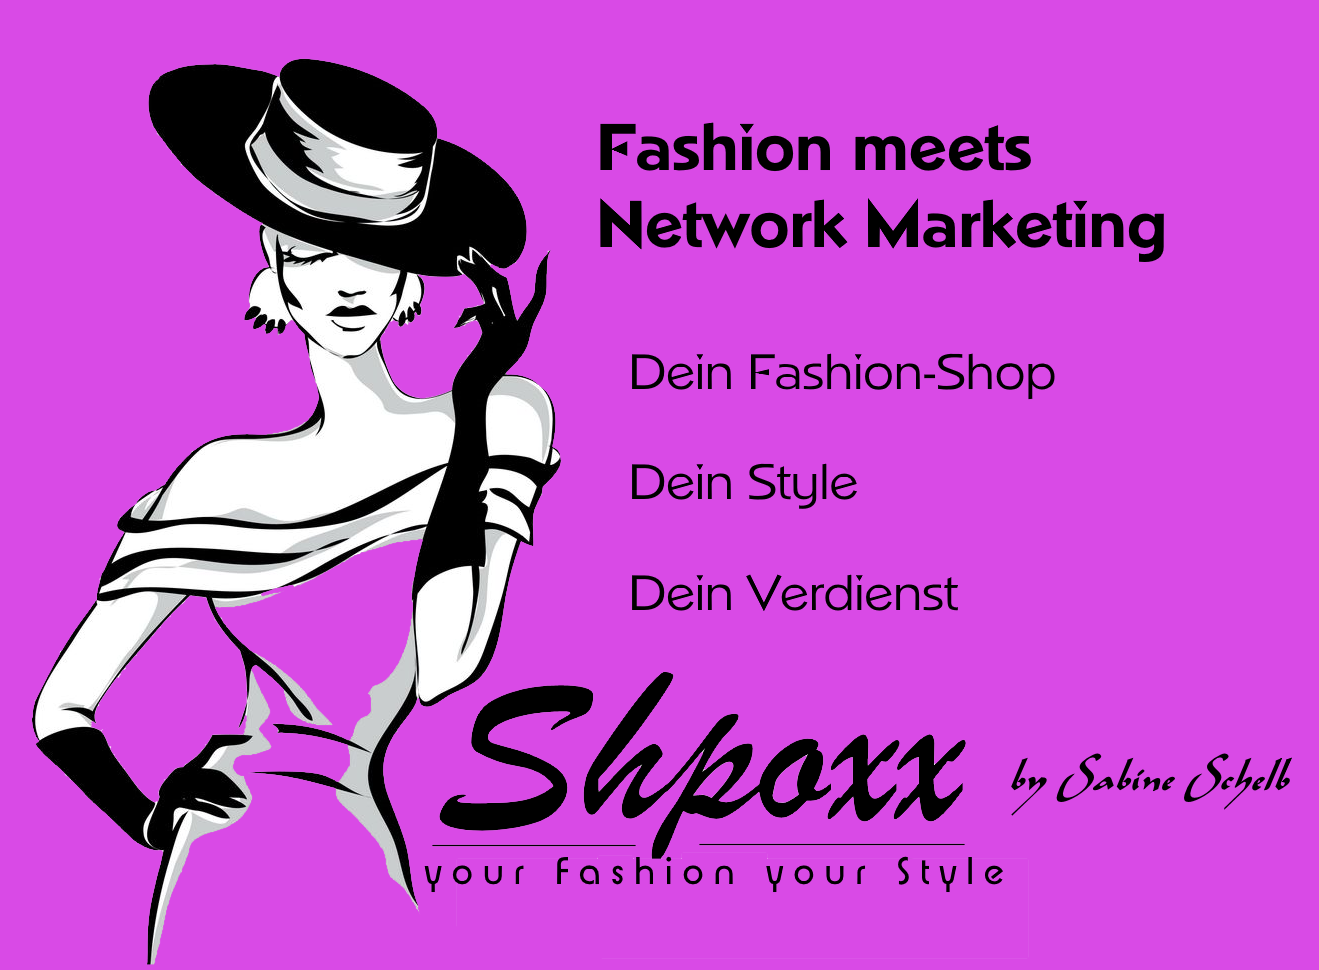 Fashion meets
Network Marketing
Dein Fashion-Shop
Dein Style
Dein Verdienst
Shpoxx
by Sabine Schelb
your Fashion your Style